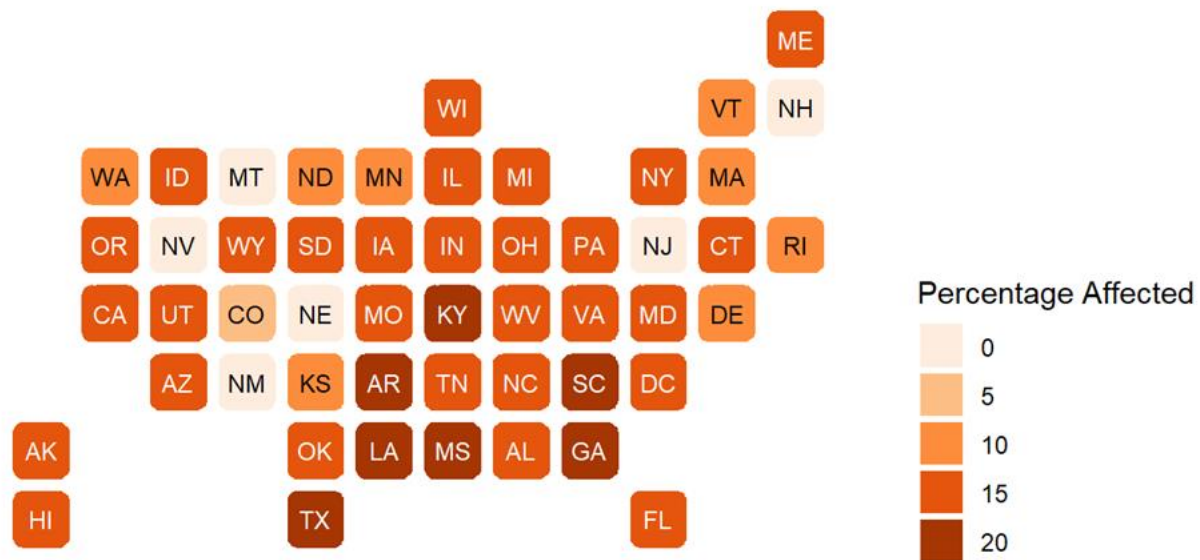 ME
WI VT NH
WA ID MT ND MN IL MI NY MA
OR NV WY SD IA IN OH PA NJ CT RI
CA UT CO NE MO KY WV VA MD DE
AZ NM KS AR TN NC SC DC
AK OK LA MS AL GA
HI TX FL
Percentage Affected
0
5
10
15
20